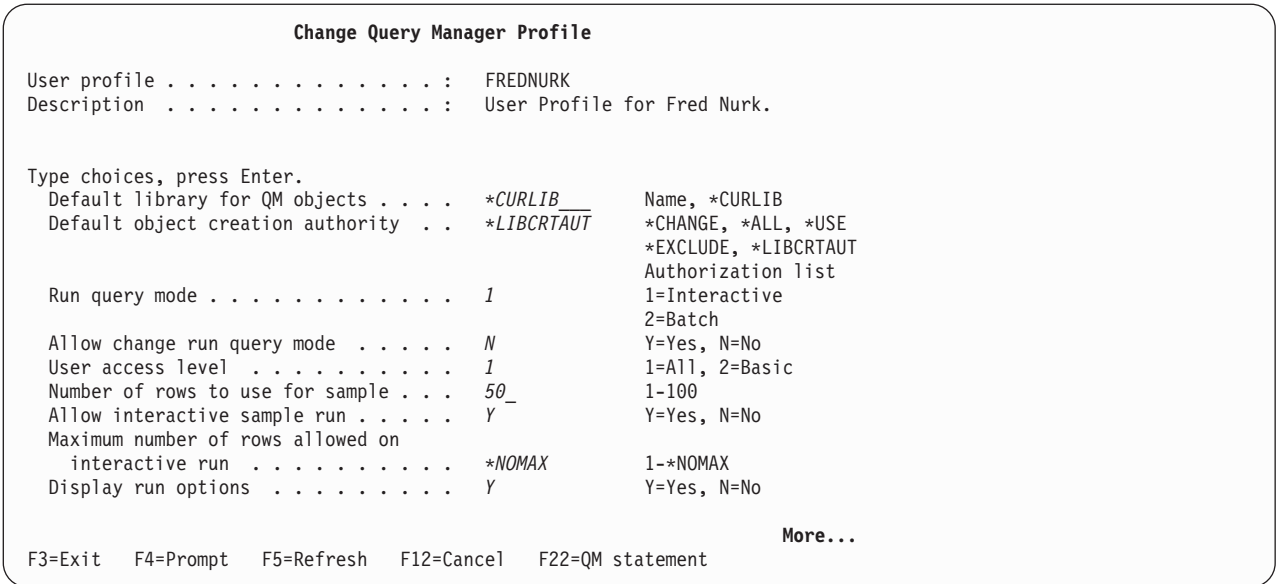 Change Query Manager Profile
User profile . . . . . . . . . . . . . : FREDNURK
Description . . . . . . . . . . . . . : User Profile for Fred Nurk.
Type choices, press Enter.
Default library for QM objects . . . . *CURLIB___ Name, *CURLIB
Default object creation authority . . *LIBCRTAUT *CHANGE, *ALL, *USE
*EXCLUDE, *LIBCRTAUT
Authorization list
Run query mode . . . . . . . . . . . . 1 1=Interactive
2=Batch
Allow change run query mode . . . . . N Y=Yes, N=No
User access level . . . . . . . . . . 1 1=All, 2=Basic
Number of rows to use for sample . . . 50_ 1-100
Allow interactive sample run . . . . . Y Y=Yes, N=No
Maximum number of rows allowed on
interactive run . . . . . . . . . . *NOMAX 1-*NOMAX
Display run options . . . . . . . . . Y Y=Yes, N=No
More...
F3=Exit F4=Prompt F5=Refresh F12=Cancel F22=QM statement